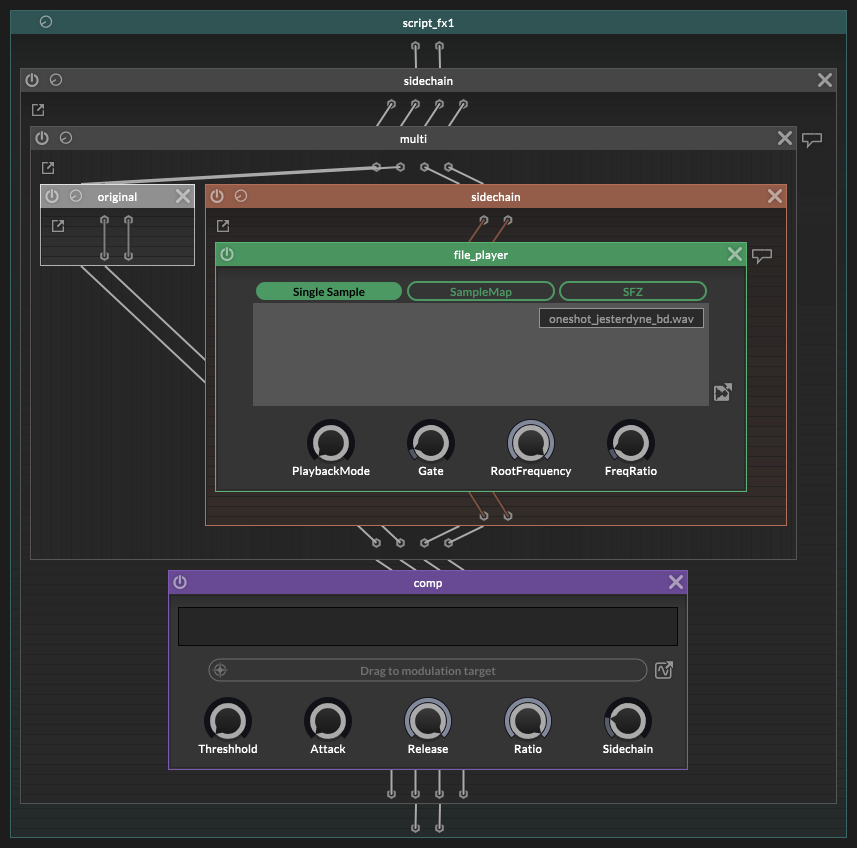 script_fx1
sidechain
multi
original
sidechain
file_player
Single Sample SampleMap SFZ
oneshot_jesterdyne_bd.wav
PlaybackMode Gate RootFrequency FreqRatio
comp
Drag to modulation target
Threshhold Attack Release Ratio Sidechain